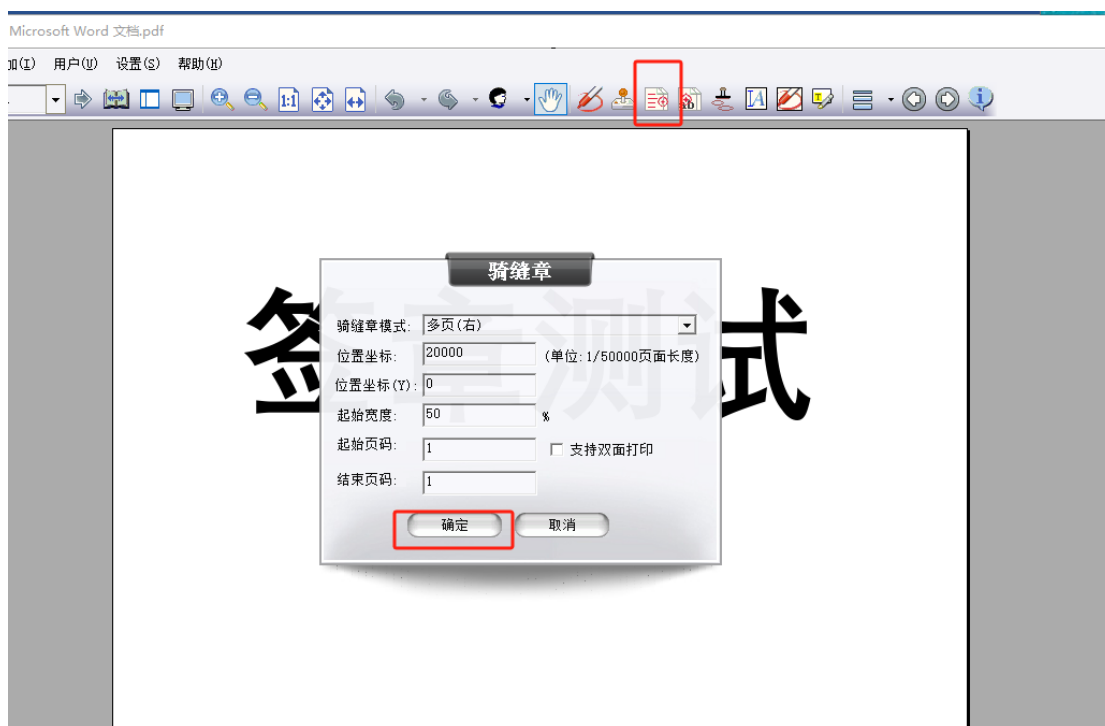 Microsoft Word 文档.pdf
加(I) 用户(U) 设置(S) 帮助(H)
1:1
签章测试
骑缝章
骑缝章模式: 多页(右)
位置坐标: 20000 (单位:1/50000页面长度)
位置坐标(Y): 0
起始宽度: 50 %
起始页码: 1 支持双面打印
结束页码: 1
确定 取消